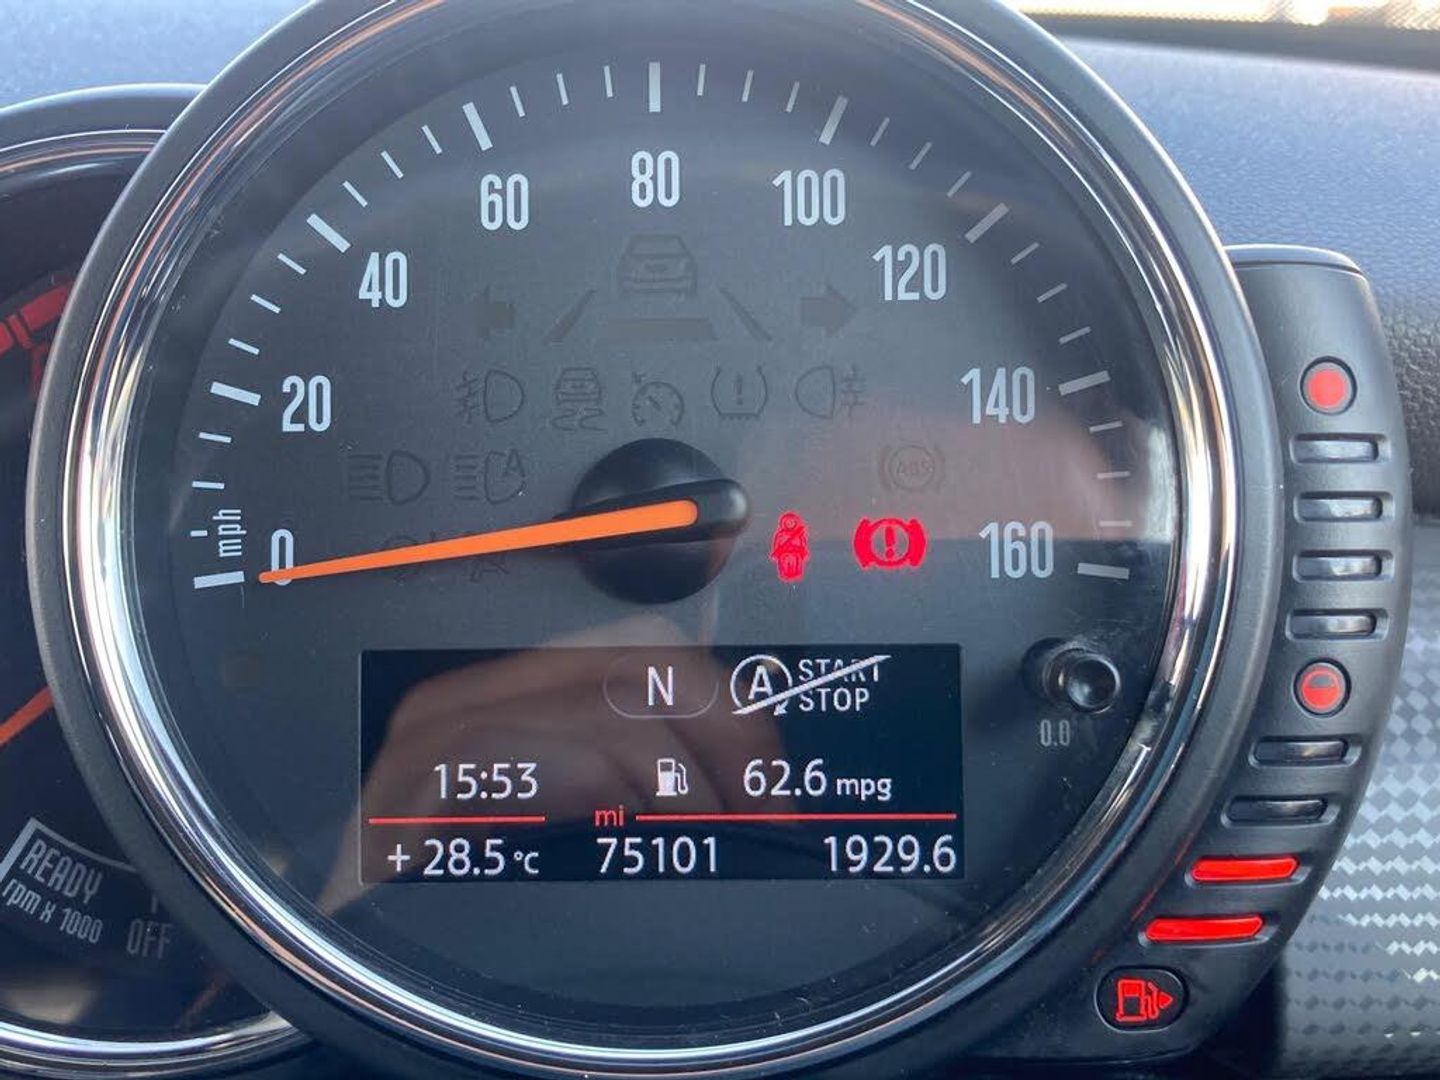 80
60
100
40
120
20
140
ABS
A
mph
0
160
N
A START
STOP
0.0
15:53
62.6 mpg
mi
+28.5°C
75101
1929.6
READY
rpm x 1000
OFF